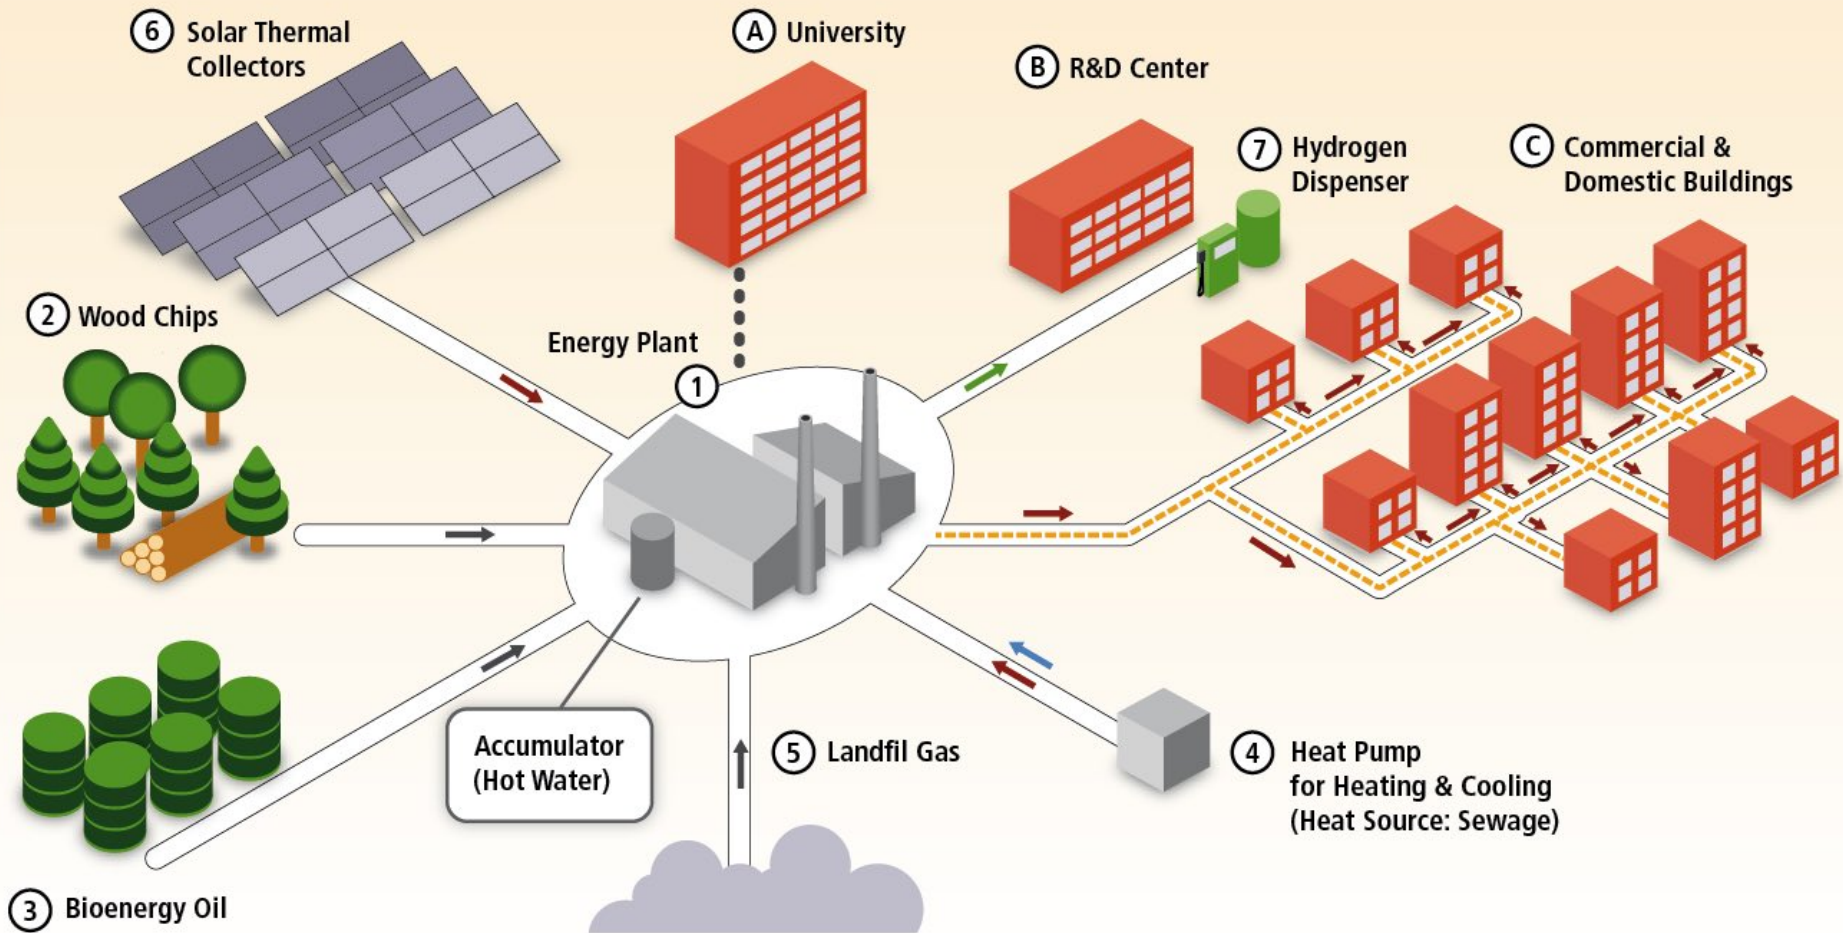 6 Solar Thermal
Collectors
A University
B R&D Center
7 Hydrogen
Dispenser
C Commercial &
Domestic Buildings
2 Wood Chips
Energy Plant
1
Accumulator
(Hot Water)
5 Landfil Gas
4 Heat Pump
for Heating & Cooling
(Heat Source: Sewage)
3 Bioenergy Oil